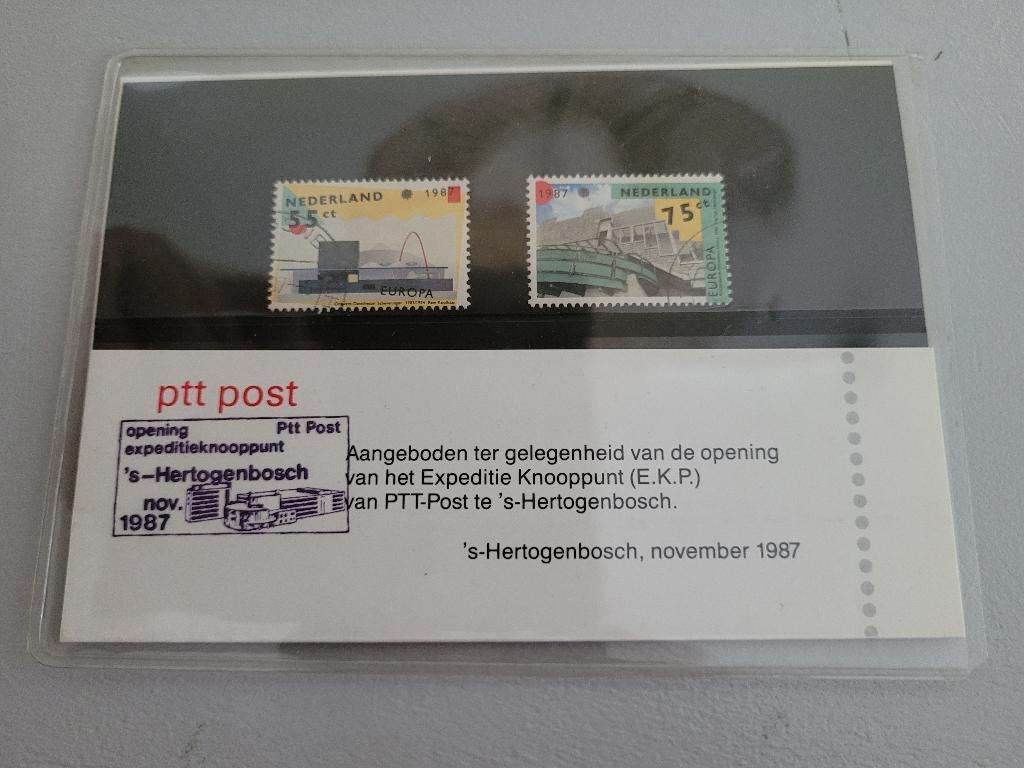 NEDERLAND 1987
55 ct
EUROPA
1987 NEDERLAND
75 ct
EUROPA
ptt post
opening Ptt Post
expeditieknooppunt
's-Hertogenbosch
nov.
1987
Aangeboden ter gelegenheid van de opening
van het Expeditie Knooppunt (E.K.P.)
van PTT-Post te 's-Hertogenbosch.
's-Hertogenbosch, november 1987